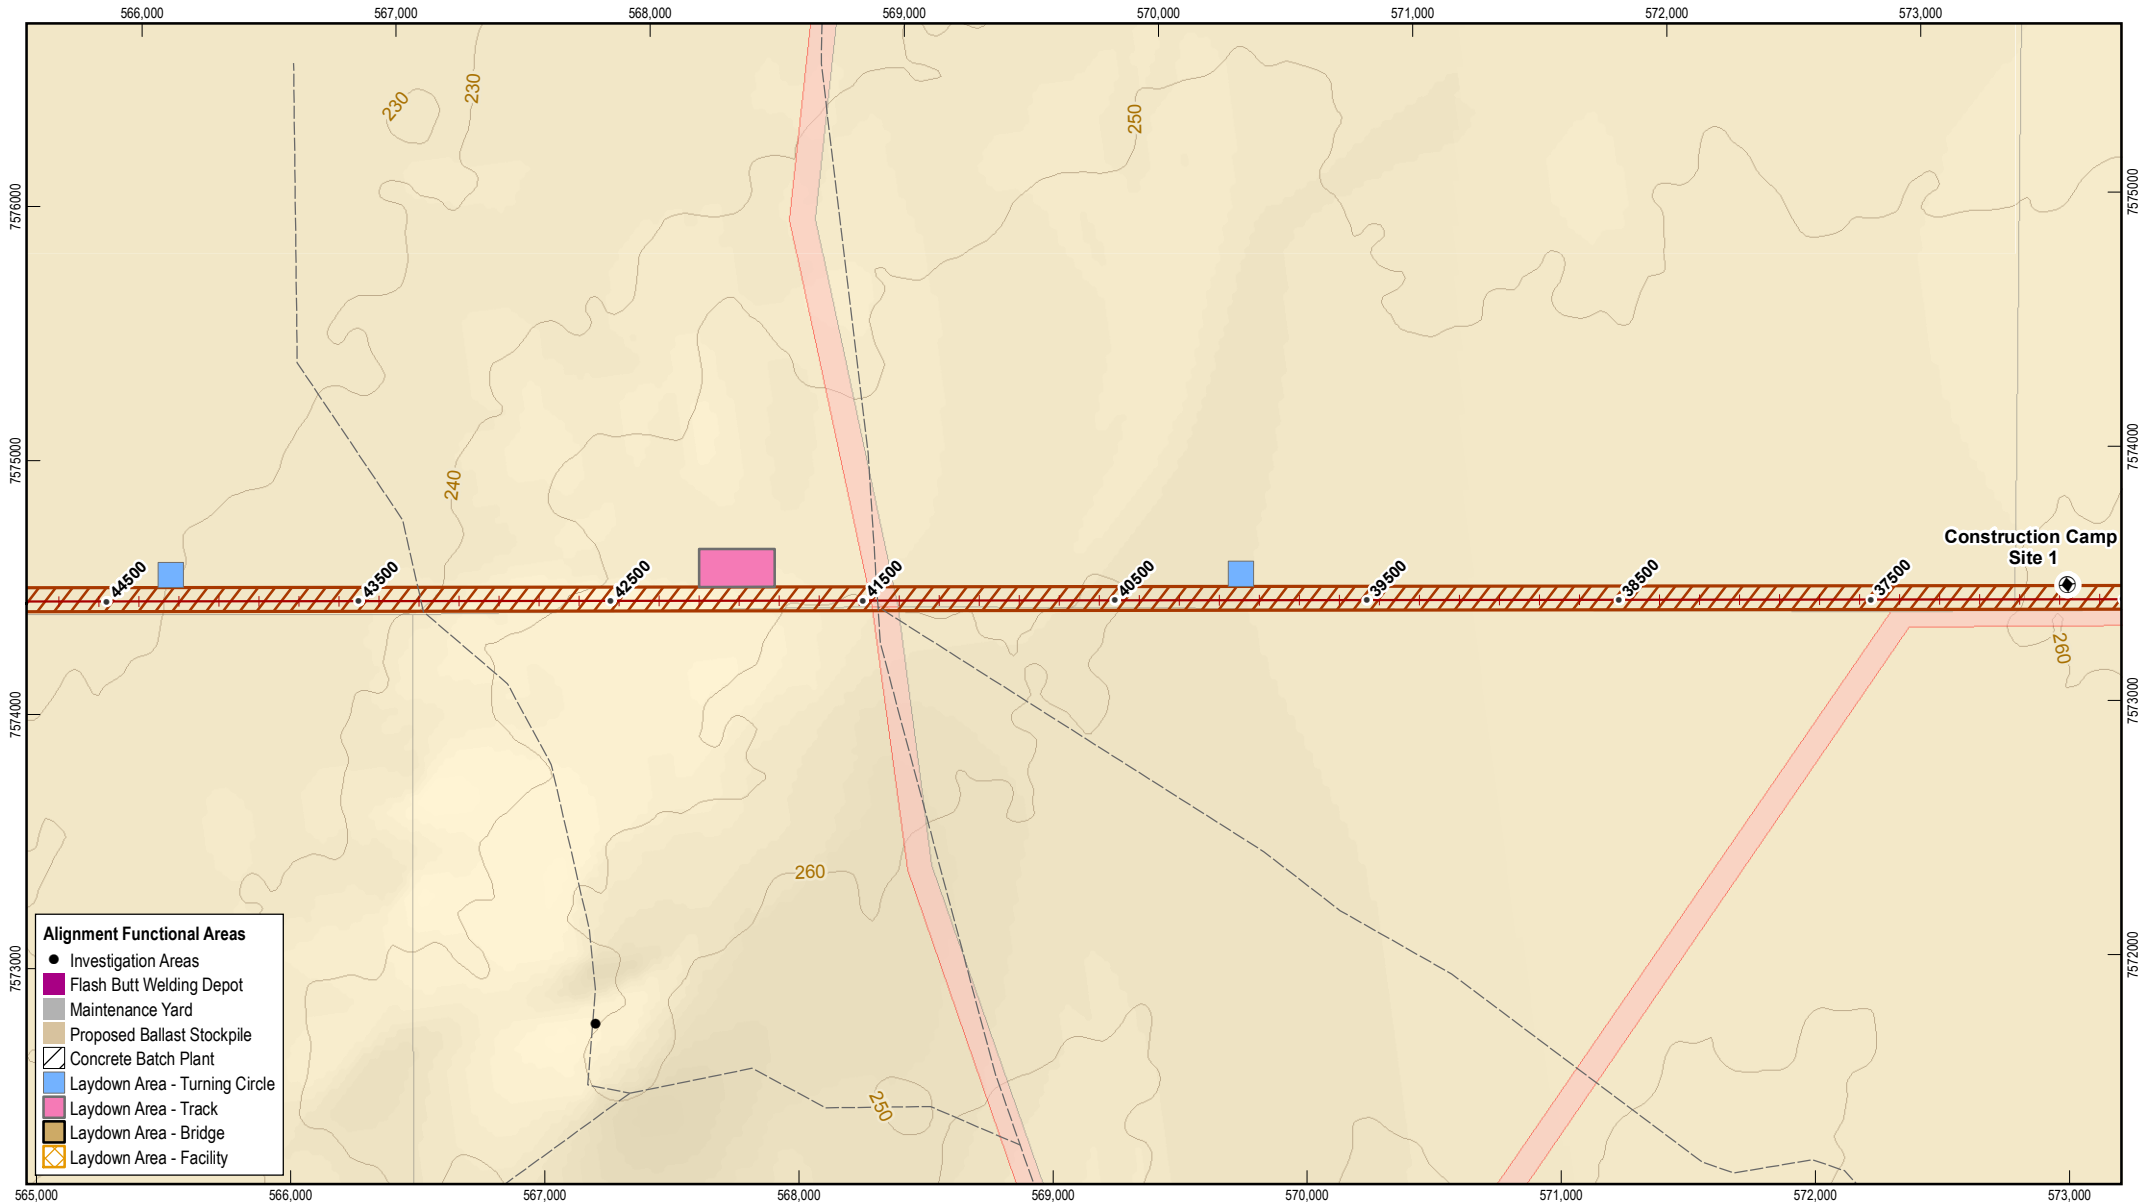 566,000 567,000 568,000 569,000 570,000 571,000 572,000 573,000
230
230
250
7576000
7575000
7575000
7574000
240
Construction Camp
Site 1
44500 43500 42500 41500 40500 39500 38500 37500
260
7574000
7573000
260
7573000
7572000
250
Alignment Functional Areas
Investigation Areas
Flash Butt Welding Depot
Maintenance Yard
Proposed Ballast Stockpile
Concrete Batch Plant
Laydown Area - Turning Circle
Laydown Area - Track
Laydown Area - Bridge
Laydown Area - Facility
565,000 566,000 567,000 568,000 569,000 570,000 571,000 572,000 573,000